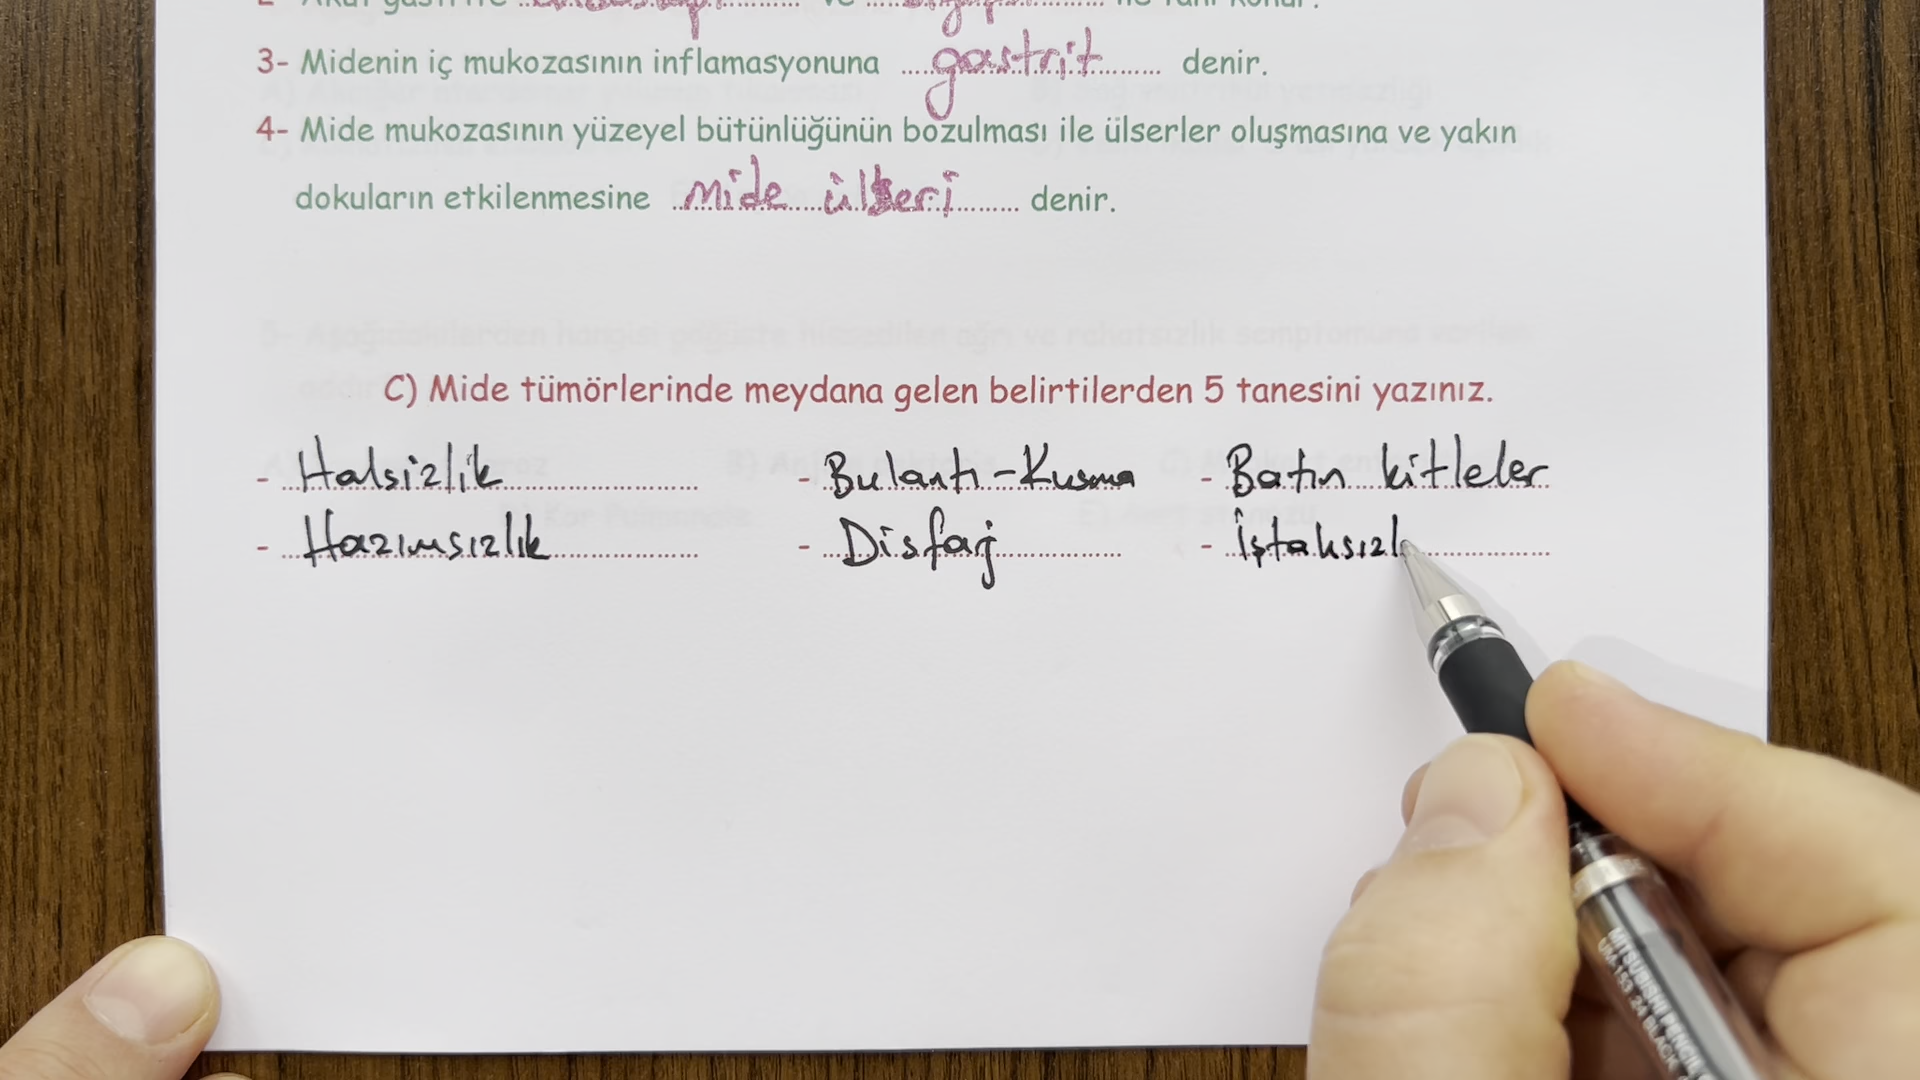 3- Midenin iç mukozasının inflamasyonuna gastrit denir.
4- Mide mukozasının yüzeyel bütünlüğünün bozulması ile ülserler oluşmasına ve yakın
dokuların etkilenmesine mide ülseri denir.
C) Mide tümörlerinde meydana gelen belirtilerden 5 tanesini yazınız.
- Halsizlik - Bulantı-Kusma - Batın kitleler
- Hazımsızlık - Disfaj - İştahsızl